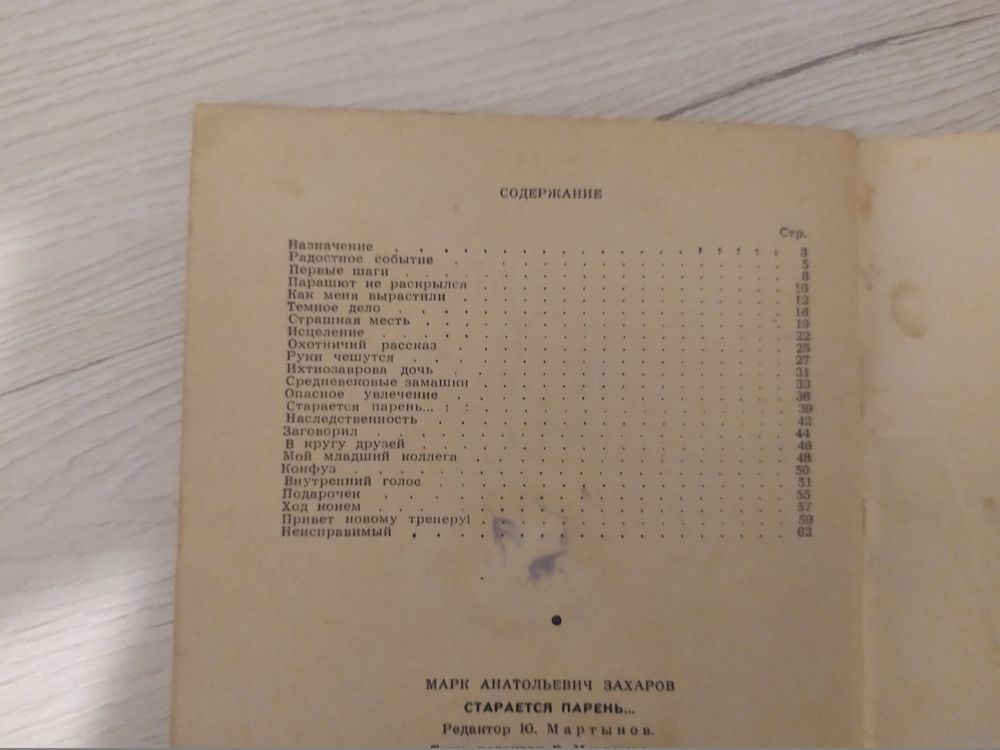 СОДЕРЖАНИЕ
Стр.
Назначение . . . . . . . . . . . . . . . . . 3
Радостное событие . . . . . . . . . . . . . . 5
Первые шаги . . . . . . . . . . . . . . . . 8
Парашют не раскрылся . . . . . . . . . . . . 10
Как меня вырастили . . . . . . . . . . . . . 12
Темное дело . . . . . . . . . . . . . . . . 16
Страшная месть . . . . . . . . . . . . . . . 19
Исцеление . . . . . . . . . . . . . . . . . 22
Охотничий рассказ . . . . . . . . . . . . . . 25
Руки чешутся . . . . . . . . . . . . . . . . 27
Ихтиозаврова дочь . . . . . . . . . . . . . . 31
Средневековые замашки . . . . . . . . . . . . 33
Опасное увлечение . . . . . . . . . . . . . . 36
Старается парень... : : . . . . . . . . . . . . 39
Наследственность . . . . . . . . . . . . . . 42
Заговорил . . . . . . . . . . . . . . . . . 44
В кругу друзей . . . . . . . . . . . . . . . 46
Мой младший коллега . . . . . . . . . . . . . 48
Конфуз . . . . . . . . . . . . . . . . . . 50
Внутренний голос . . . . . . . . . . . . . . 51
Подарочек . . . . . . . . . . . . . . . . . 55
Ход конем . . . . . . . . . . . . . . . . . 57
Привет новому тренеру! . . . . . . . . . . . . 59
Неисправимый . . . . . . . . . . . . . . . . 62
МАРК АНАТОЛЬЕВИЧ ЗАХАРОВ
СТАРАЕТСЯ ПАРЕНЬ...
Редактор Ю. Мартынов.